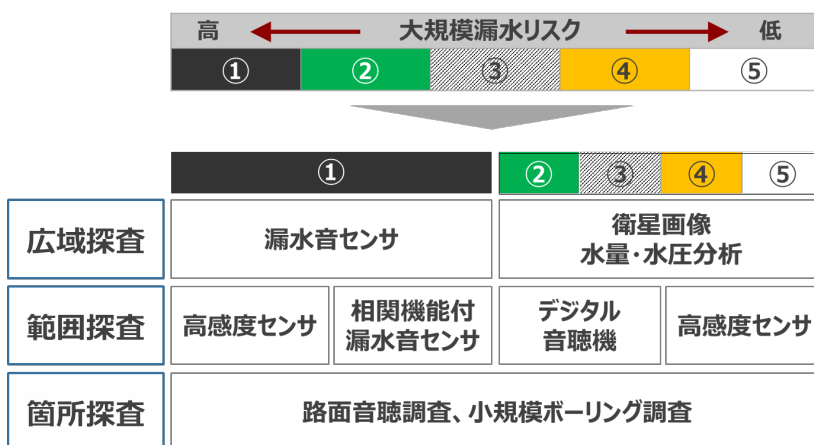 高 大規模漏水リスク 低
① ② ③ ④ ⑤
① ② ③ ④ ⑤
広域探査
漏水音センサ
衛星画像
水量・水圧分析
範囲探査
高感度センサ
相関機能付
漏水音センサ
デジタル
音聴機
高感度センサ
箇所探査
路面音聴調査、小規模ボーリング調査